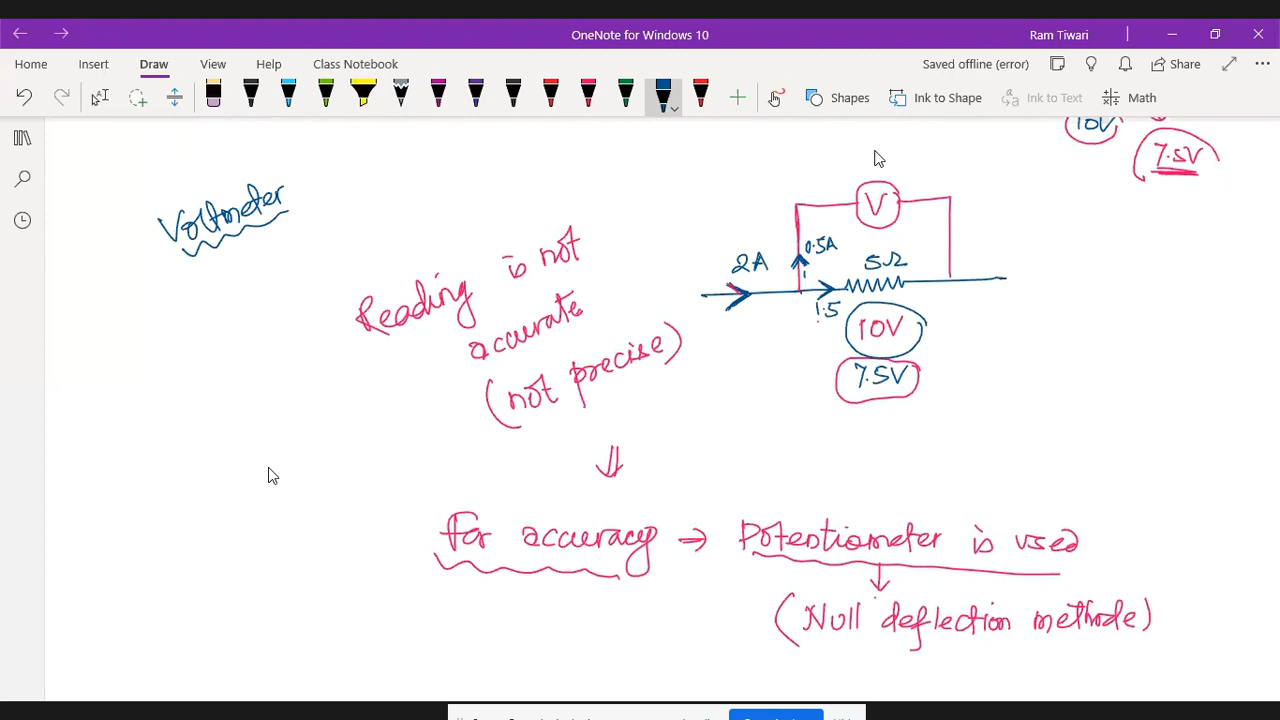 OneNote for Windows 10
Ram Tiwari
Home Insert Draw View Help Class Notebook
Saved offline (error)
Share
Shapes
Ink to Shape
Ink to Text
Math
10V
7.5V
Voltmeter
Reading is not
accurate
(not precise)
V
2A
0.5A
5Ω
1.5
10V
7.5V
⇓
For accuracy → Potentiometer is used
↓
(Null deflection methode)